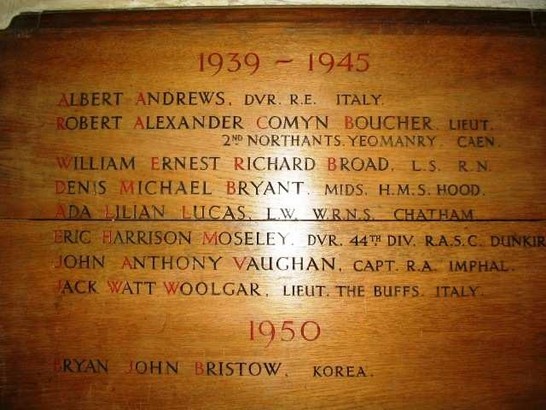 1939 - 1945
ALBERT ANDREWS. DVR. R.E. ITALY.
ROBERT ALEXANDER COMYN BOUCHER. LIEUT.
2ND NORTHANTS. YEOMANRY CAEN.
WILLIAM ERNEST RICHARD BROAD, L.S. R.N.
DENIS MICHAEL BRYANT, MIDS. H.M.S. HOOD.
ADA LILIAN LUCAS, L.W. W.R.N.S. CHATHAM
ERIC HARRISON MOSELEY. DVR. 44TH DIV. R.A.S.C. DUNKIR
JOHN ANTHONY VAUGHAN, CAPT. R.A. IMPHAL.
JACK WATT WOOLGAR, LIEUT. THE BUFFS. ITALY.
1950
BRYAN JOHN BRISTOW, KOREA.